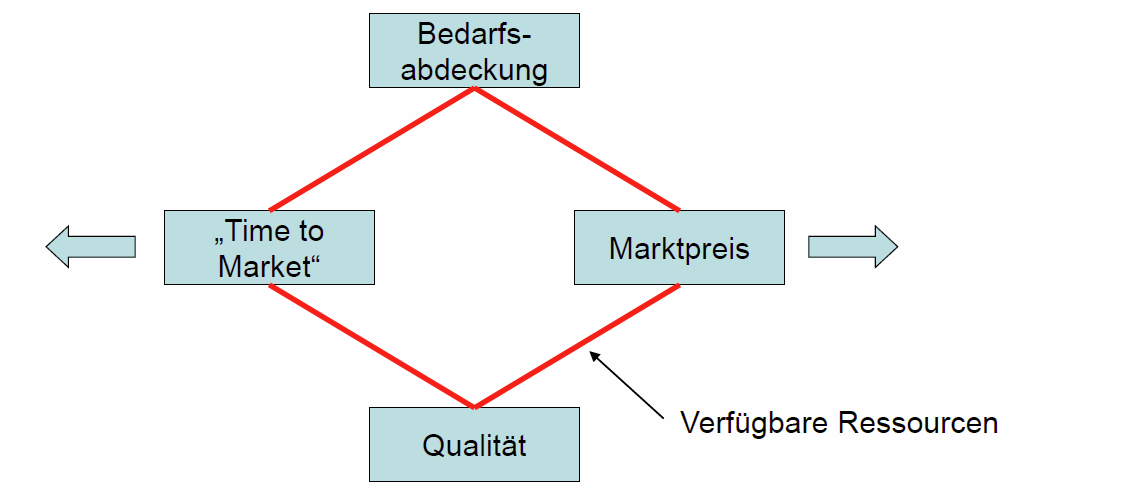 Bedarfs-
abdeckung
„Time to
Market“
Marktpreis
Verfügbare Ressourcen
Qualität